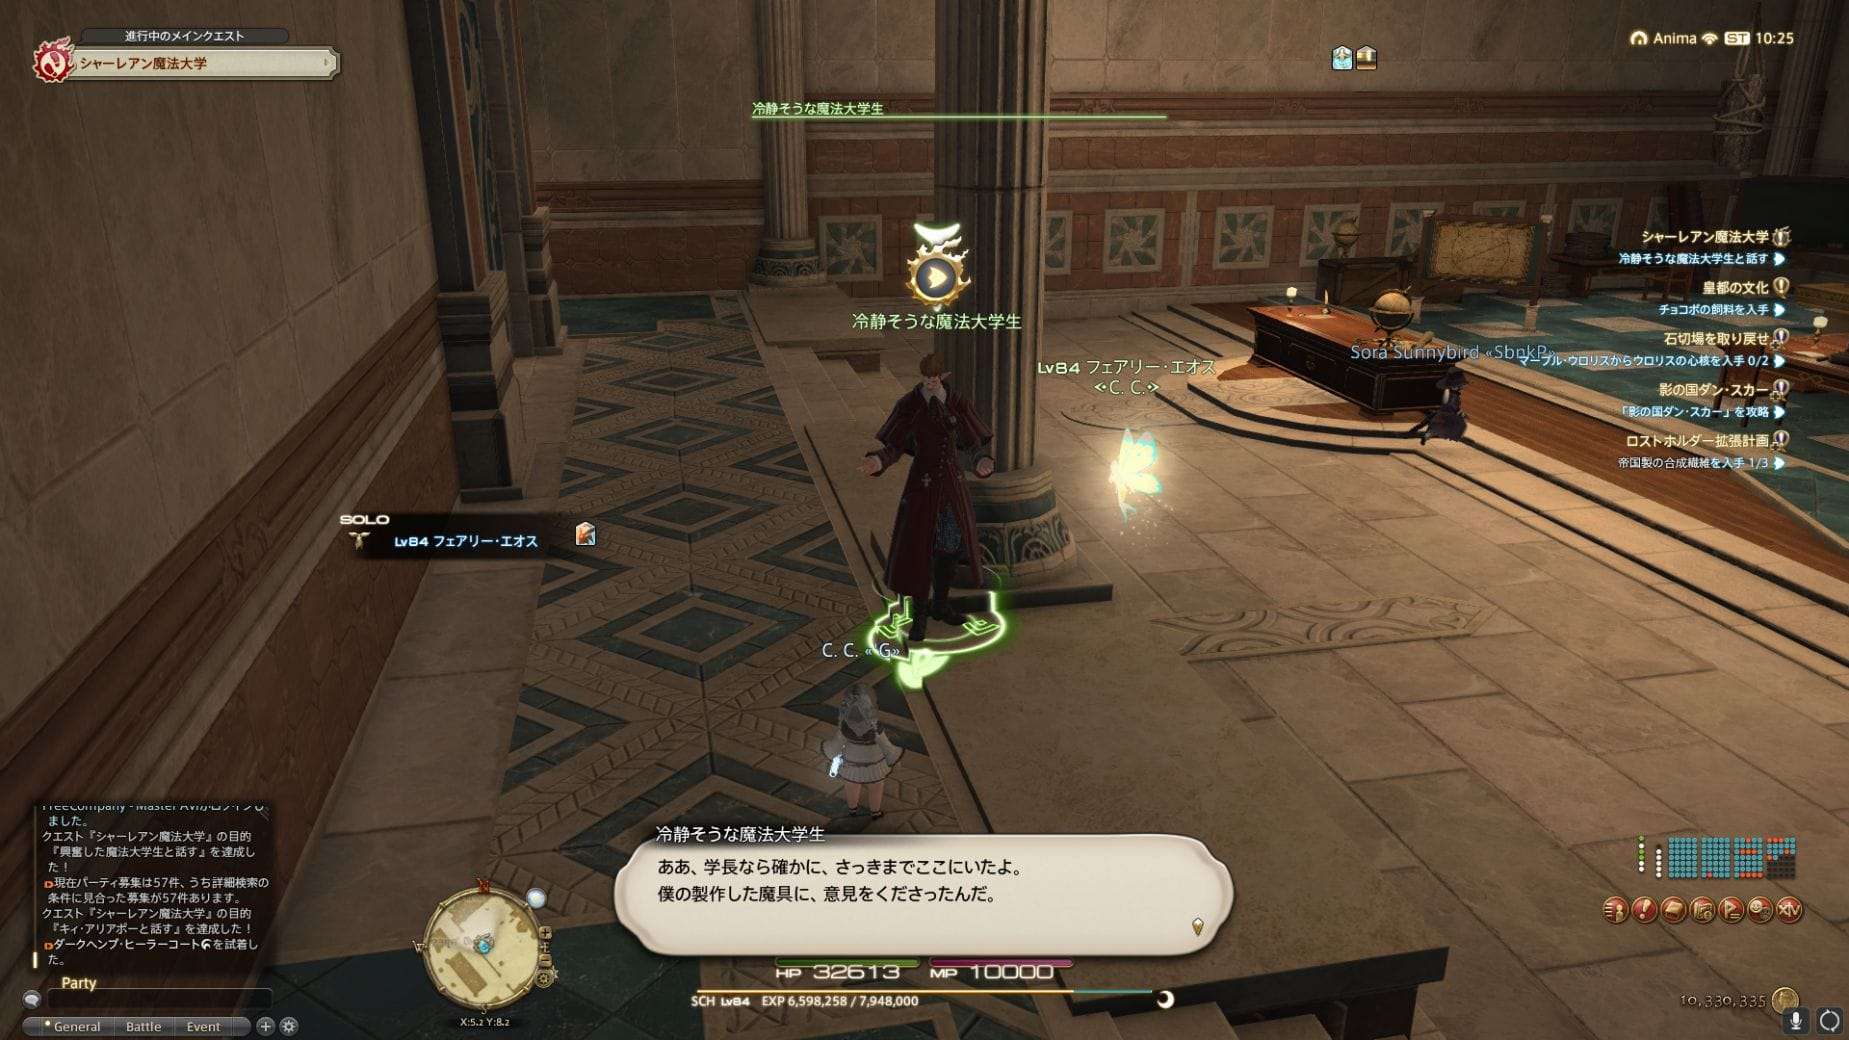 進行中のメインクエスト
シャーレアン魔法大学
Anima ST 10:25
冷静そうな魔法大学生
シャーレアン魔法大学
冷静そうな魔法大学生と話す
皇都の文化
チョコボの飼料を入手
石切場を取り戻せ
マーブル・ウロリスからウロリスの心核を入手 0/2
影の国ダン・スカー
「影の国ダン・スカー」を攻略
ロストホルダー拡張計画
帝国製の合成繊維を入手 1/3
冷静そうな魔法大学生
Lv84 フェアリー・エオス
<C. C.>
Sora Sunnybird «SbnkP»
SOLO
Lv84 フェアリー・エオス
C. C. «G»
ました。
クエスト『シャーレアン魔法大学』の目的
『興奮した魔法大学生と話す』を達成し
た！
現在パーティ募集は57件、うち詳細検索の
条件に見合った募集が57件あります。
クエスト『シャーレアン魔法大学』の目的
『キィ・アリアポーと話す』を達成した！
ダークヘンプ・ヒーラーコートを試着し
た。
Party
General Battle Event
X:5.2 Y:8.2
冷静そうな魔法大学生
ああ、学長なら確かに、さっきまでここにいたよ。
僕の製作した魔具に、意見をくださったんだ。
HP 32613 MP 10000
SCH Lv84 EXP 6,598,258 / 7,948,000
XIV
10,330,335